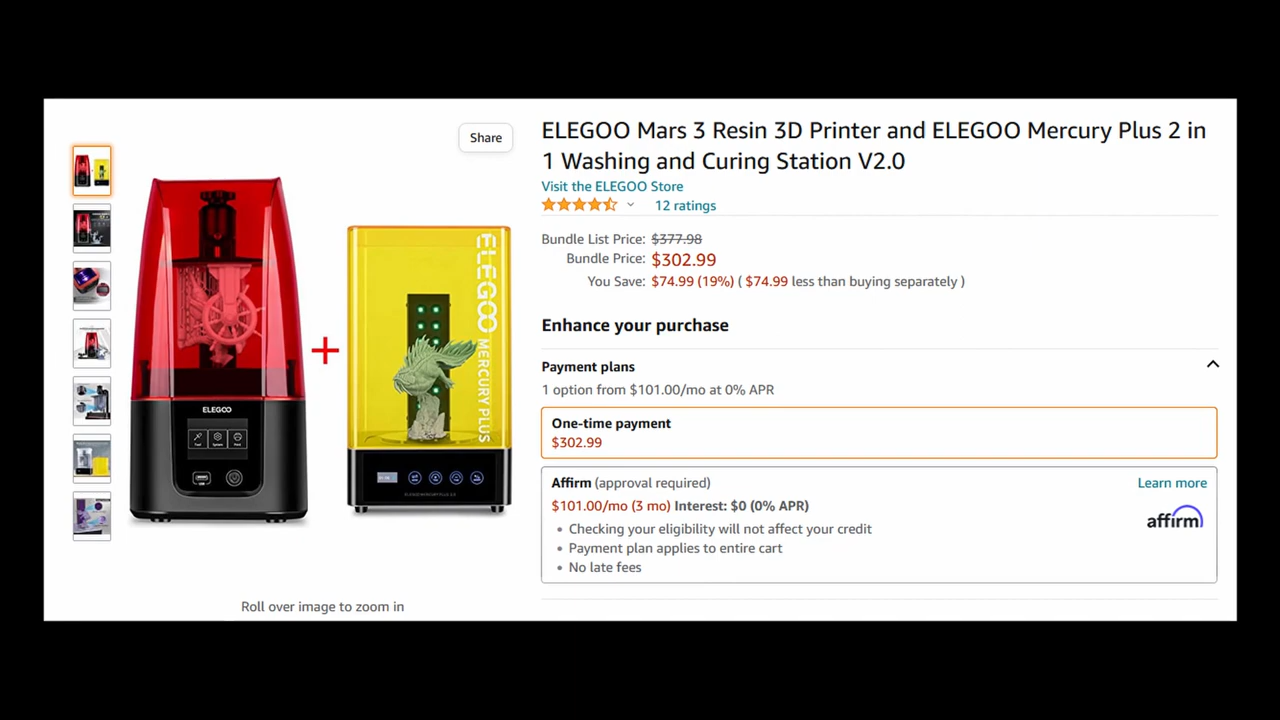 Share
ELEGOO Mars 3 Resin 3D Printer and ELEGOO Mercury Plus 2 in
1 Washing and Curing Station V2.0
Visit the ELEGOO Store
12 ratings
Bundle List Price: $377.98
Bundle Price: $302.99
You Save: $74.99 (19%) ( $74.99 less than buying separately )
Enhance your purchase
Payment plans
1 option from $101.00/mo at 0% APR
One-time payment
$302.99
Affirm (approval required) Learn more
$101.00/mo (3 mo) Interest: $0 (0% APR)
affirm
• Checking your eligibility will not affect your credit
• Payment plan applies to entire cart
• No late fees
ELEGOO
ELEGOO MERCURY PLUS
Roll over image to zoom in